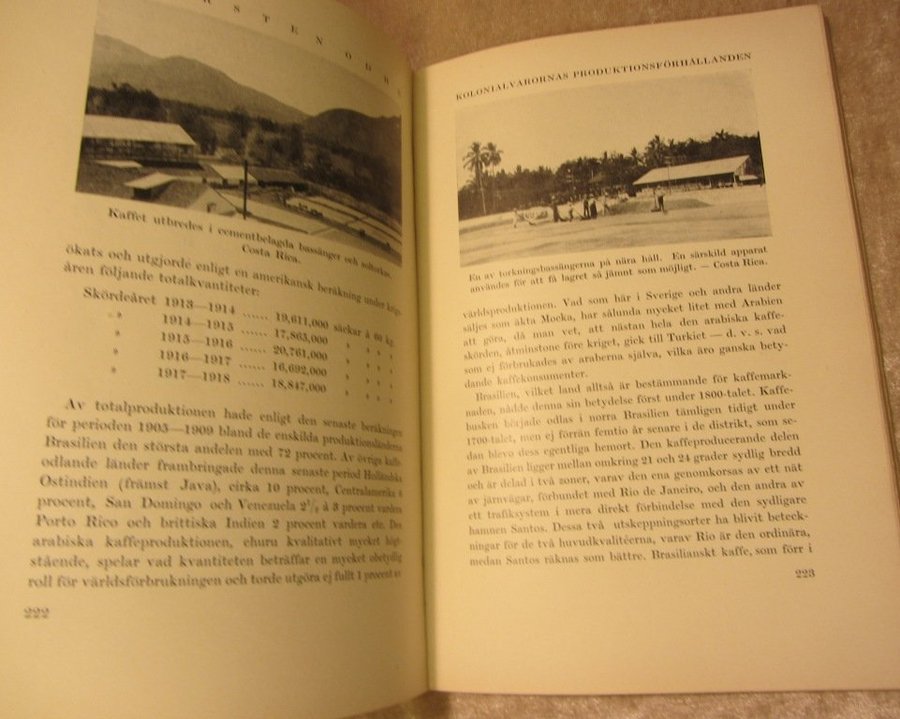 R S T E N Ö D R
Kaffet utbredes i cementbelagda bassänger och soltorkas.
Costa Rica.
ökats och utgjorde enligt en amerikansk beräkning under krigs-
åren följande totalkvantiteter:
Skördeåret 1913—1914 ...... 19,611,000 säckar à 60 kg.
» 1914—1915 ...... 17,863,000 » » » »
» 1915—1916 ...... 20,761,000 » » » »
» 1916—1917 ...... 16,692,000 » » » »
» 1917—1918 ...... 18,847,000 » » » »
Av totalproduktionen hade enligt den senaste beräkningen
för perioden 1905—1909 bland de enskilda produktionsländerna
Brasilien den största andelen med 72 procent. Av övriga kaffe-
odlande länder frambringade denna senaste period Holländska
Ostindien (främst Java), cirka 10 procent, Centralamerika 6
procent, San Domingo och Venezuela 2 1/2 à 3 procent vardera
Porto Rico och brittiska Indien 2 procent vardera etc. Den
arabiska kaffeproduktionen, churu kvalitativt mycket högt-
stående, spelar vad kvantiteten beträffar en mycket obetydlig
roll för världsförbrukningen och torde utgöra ej fullt 1 procent av
222
KOLONIALVARORNAS PRODUKTIONSFÖRHÅLLANDEN
En av torkningsbassängerna på nära håll. En särskild apparat
användes för att få lagret så jämnt som möjligt. — Costa Rica.
världsproduktionen. Vad som här i Sverige och andra länder
säljes som äkta Mocka, har sålunda mycket litet med Arabien
att göra, då man vet, att nästan hela den arabiska kaffe-
skörden, åtminstone före kriget, gick till Turkiet — d. v. s. vad
som ej förbrukades av araberna själva, vilka äro ganska bety-
dande kaffekonsumenter.
Brasilien, vilket land alltså är bestämmande för kaffemark-
naden, nådde denna sin betydelse först under 1800-talet. Kaffe-
busken började odlas i norra Brasilien tämligen tidigt under
1700-talet, men ej förrän femtio år senare i de distrikt, som se-
dan blevo dess egentliga hemort. Den kaffeproducerande delen
av Brasilien ligger mellan omkring 21 och 24 grader sydlig bredd
och är delad i två zoner, varav den ena genomkorsas av ett nät
av järnvägar, förbundet med Rio de Janeiro, och den andra av
ett trafiksystem i mera direkt förbindelse med den sydligare
hamnen Santos. Dessa två utskeppningsorter ha blivit beteck-
ningar för de två huvudkvalitéerna, varav Rio är den ordinära,
medan Santos räknas som bättre. Brasilianskt kaffe, som förr i
223